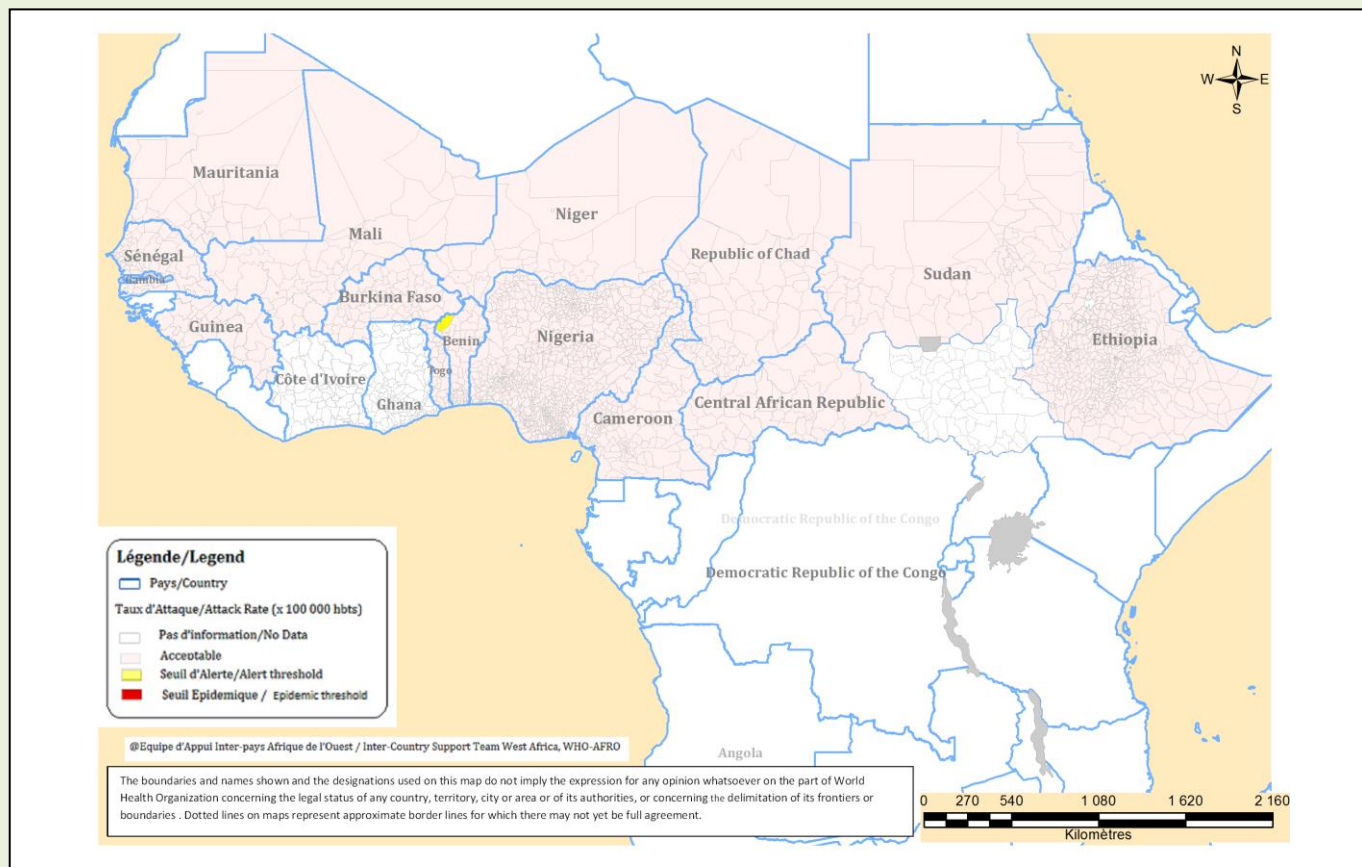 N
W E
S
Mauritania
Niger
Mali
Republic of Chad
Sénégal
Sudan
Gambia
Burkina Faso
Guinea
Nigeria
Benin
Ethiopia
Togo
Côte d'Ivoire
Ghana
Central African Republic
Cameroon
Democratic Republic of the Congo
Democratic Republic of the Congo
Angola
Légende/Legend
Pays/Country
Taux d'Attaque/Attack Rate (x 100 000 hbts)
Pas d'information/No Data
Acceptable
Seuil d'Alerte/Alert threshold
Seuil Epidemique / Epidemic threshold
@Equipe d'Appui Inter-pays Afrique de l'Ouest / Inter-Country Support Team West Africa, WHO-AFRO
The boundaries and names shown and the designations used on this map do not imply the expression for any opinion whatsoever on the part of World
Health Organization concerning the legal status of any country, territory, city or area or of its authorities, or concerning the delimitation of its frontiers or
boundaries . Dotted lines on maps represent approximate border lines for which there may not yet be full agreement.
0 270 540 1 080 1 620 2 160
Kilomètres